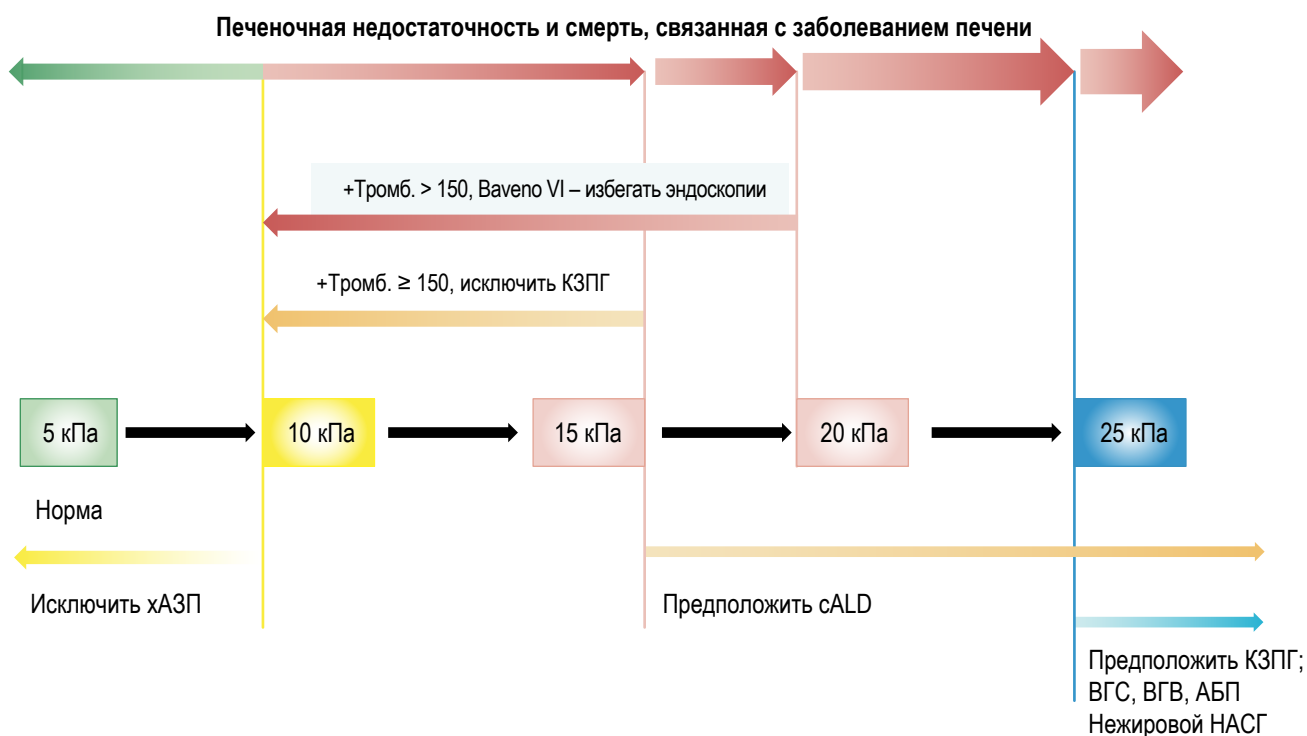 Печеночная недостаточность и смерть, связанная с заболеванием печени
+Тромб. > 150, Baveno VI – избегать эндоскопии
+Тромб. ≥ 150, исключить КЗПГ
5 кПа
10 кПа
15 кПа
20 кПа
25 кПа
Норма
Исключить хАЗП
Предположить cALD
Предположить КЗПГ;
ВГС, ВГВ, АБП
Нежировой НАСГ